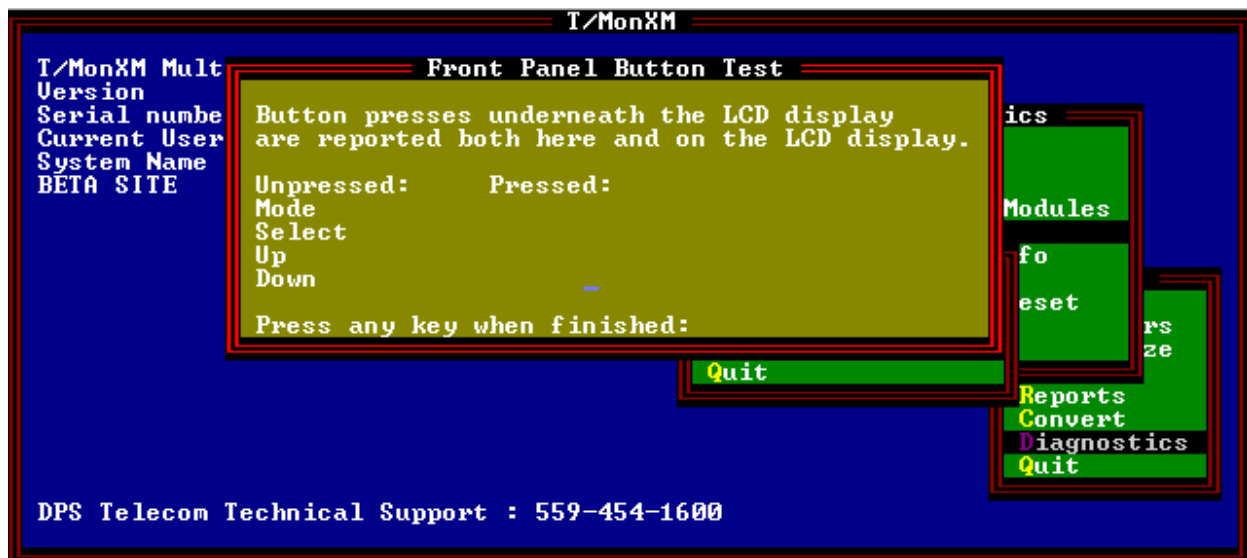 T/MonXM
T/MonXM Mult
Version
Serial numbe
Current User
System Name
BETA SITE
Front Panel Button Test
Button presses underneath the LCD display
are reported both here and on the LCD display.
Unpressed: Pressed:
Mode
Select
Up
Down
Press any key when finished:
ics
Modules
fo
eset
rs
ze
Quit
Reports
Convert
Diagnostics
Quit
DPS Telecom Technical Support : 559-454-1600